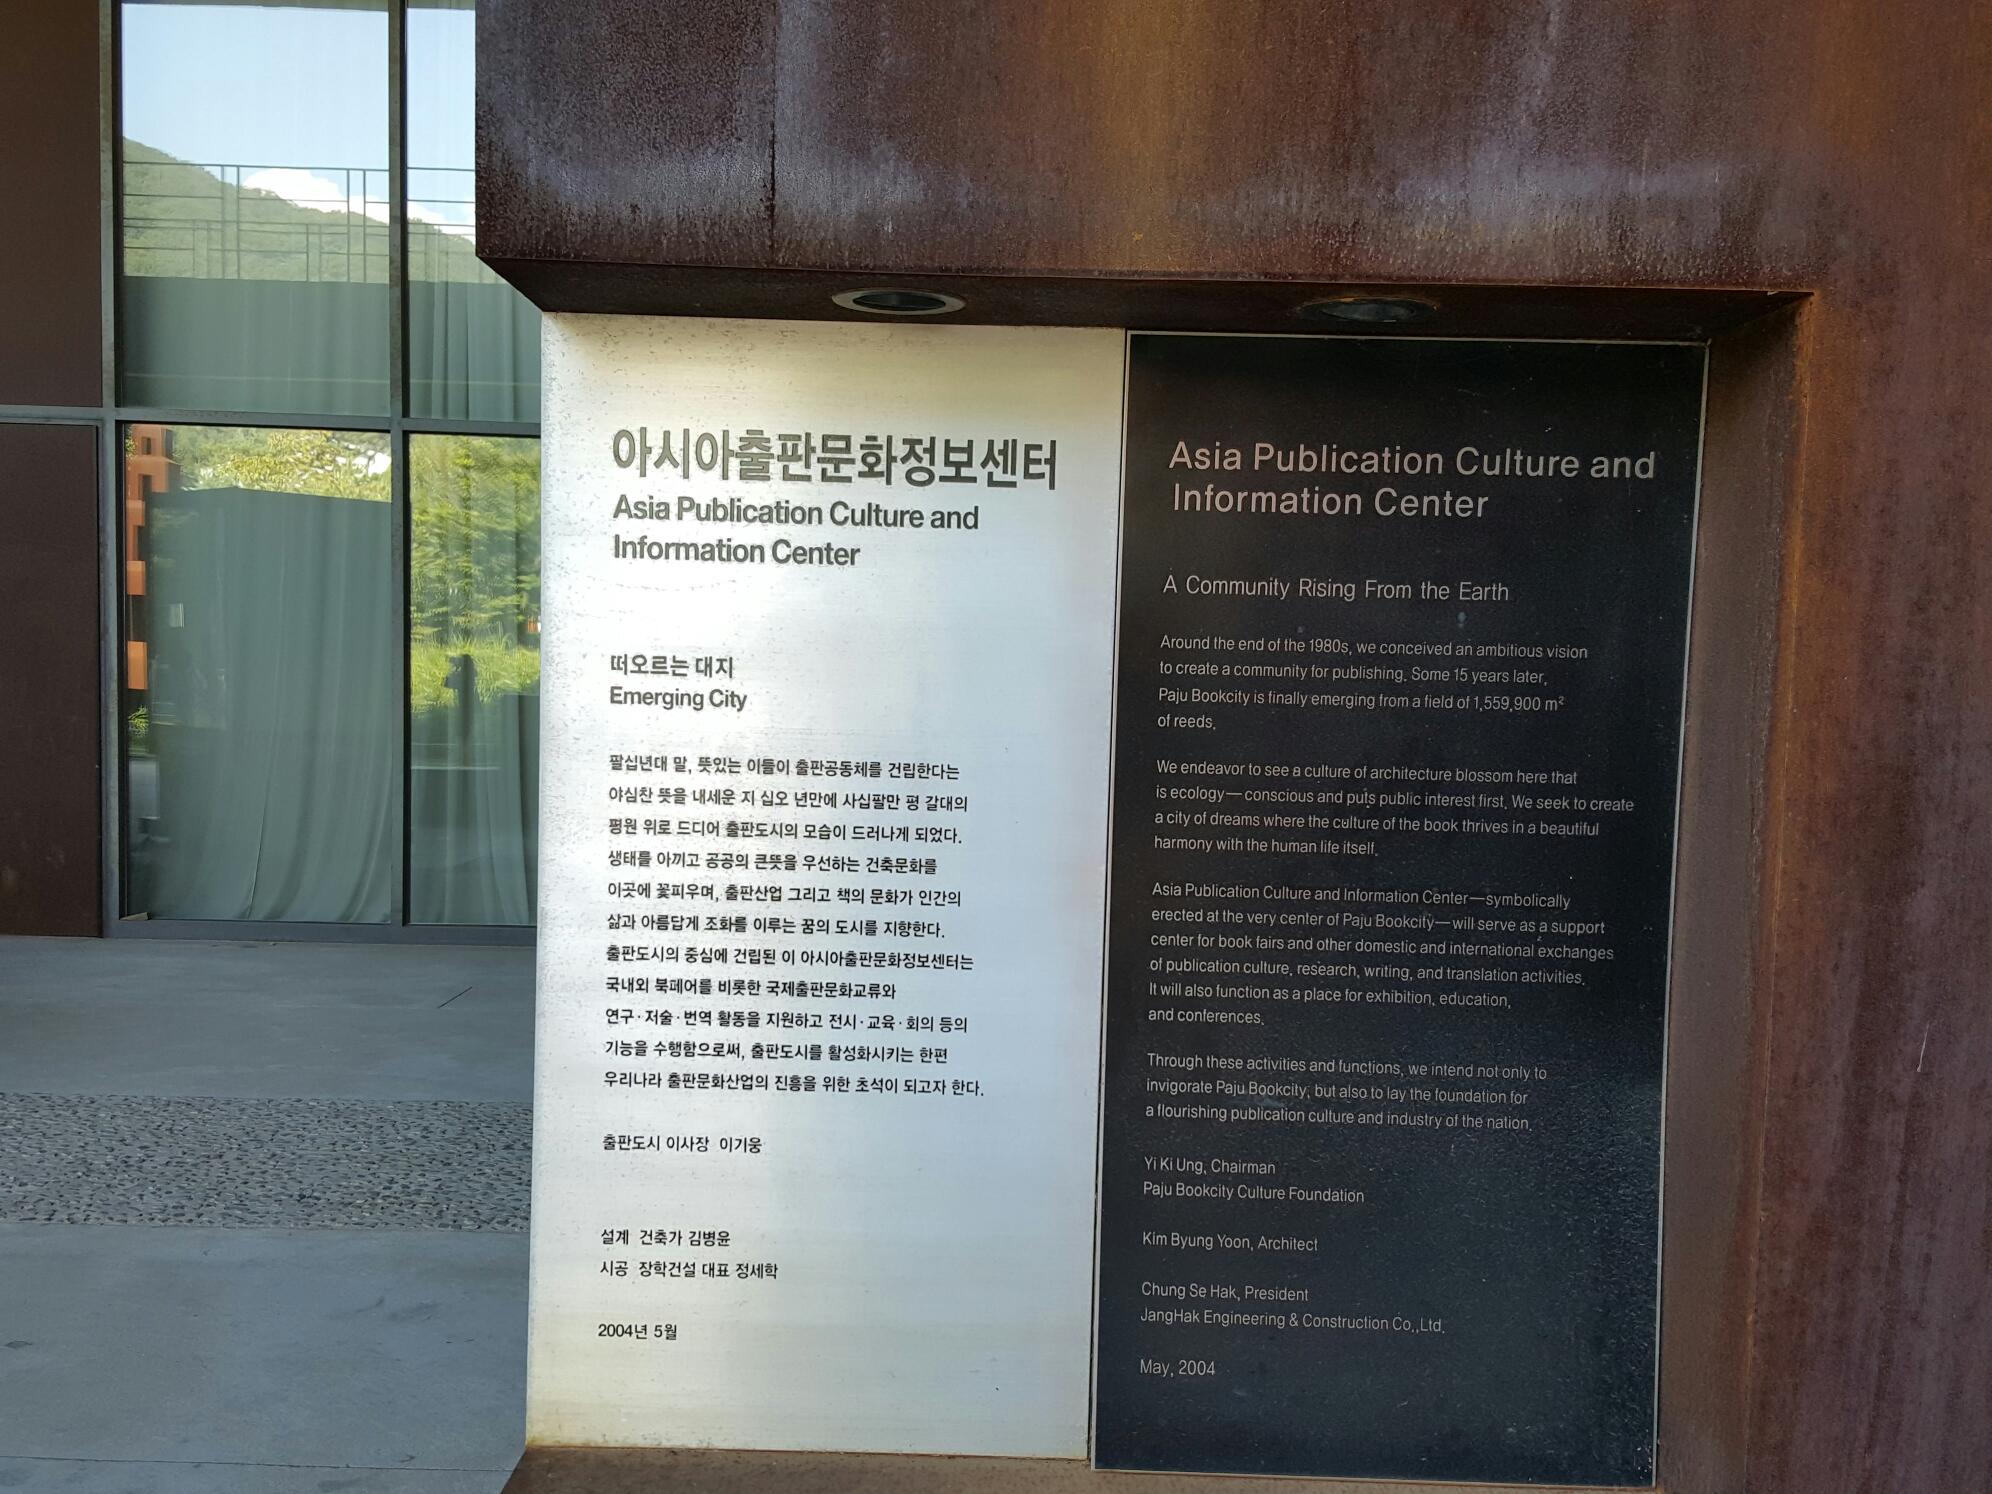 아시아출판문화정보센터
Asia Publication Culture and
Information Center
떠오르는 대지
Emerging City
팔십년대 말, 뜻있는 이들이 출판공동체를 건립한다는
야심찬 뜻을 내세운 지 십오 년만에 사십팔만 평 갈대의
평원 위로 드디어 출판도시의 모습이 드러나게 되었다.
생태를 아끼고 공공의 큰뜻을 우선하는 건축문화를
이곳에 꽃피우며, 출판산업 그리고 책의 문화가 인간의
삶과 아름답게 조화를 이루는 꿈의 도시를 지향한다.
출판도시의 중심에 건립된 이 아시아출판문화정보센터는
국내외 북페어를 비롯한 국제출판문화교류와
연구·저술·번역 활동을 지원하고 전시·교육·회의 등의
기능을 수행함으로써, 출판도시를 활성화시키는 한편
우리나라 출판문화산업의 진흥을 위한 초석이 되고자 한다.
출판도시 이사장 이기웅
설계 건축가 김병윤
시공 장학건설 대표 정세학
2004년 5월
Asia Publication Culture and
Information Center
A Community Rising From the Earth
Around the end of the 1980s, we conceived an ambitious vision
to create a community for publishing. Some 15 years later,
Paju Bookcity is finally emerging from a field of 1,559,900 m²
of reeds.
We endeavor to see a culture of architecture blossom here that
is ecology—conscious and puts public interest first. We seek to create
a city of dreams where the culture of the book thrives in a beautiful
harmony with the human life itself.
Asia Publication Culture and Information Center—symbolically
erected at the very center of Paju Bookcity—will serve as a support
center for book fairs and other domestic and international exchanges
of publication culture, research, writing, and translation activities.
It will also function as a place for exhibition, education,
and conferences.
Through these activities and functions, we intend not only to
invigorate Paju Bookcity, but also to lay the foundation for
a flourishing publication culture and industry of the nation.
Yi Ki Ung, Chairman
Paju Bookcity Culture Foundation
Kim Byung Yoon, Architect
Chung Se Hak, President
JangHak Engineering & Construction Co.,Ltd.
May, 2004